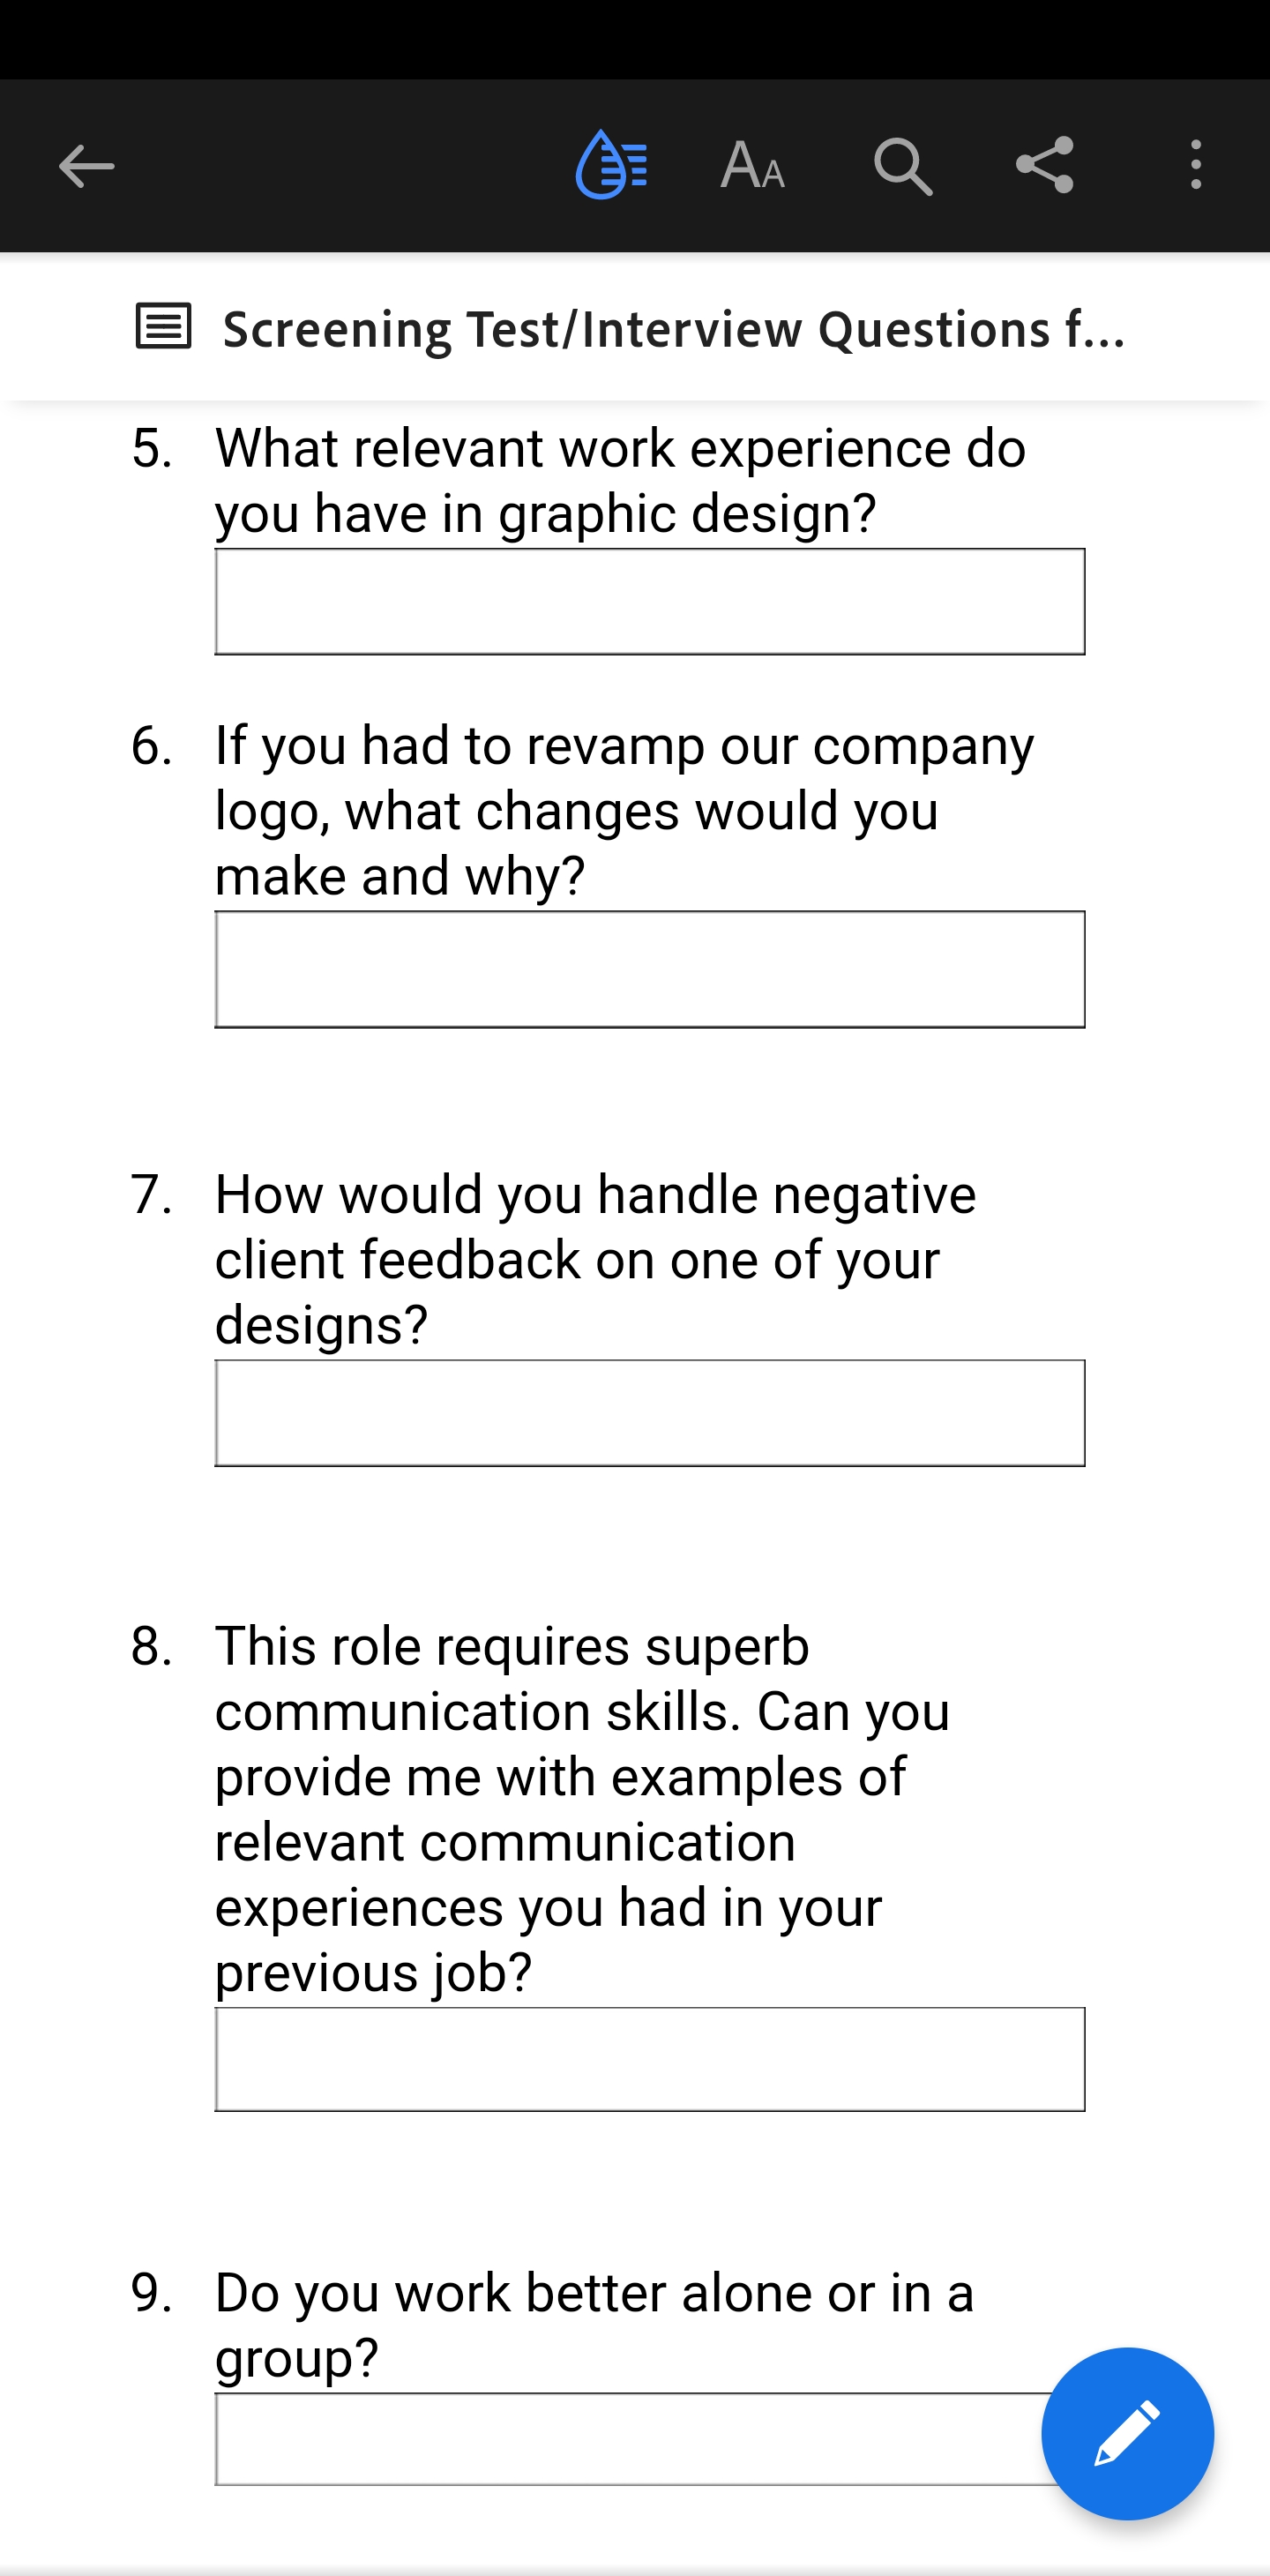 AA
Screening Test/Interview Questions f...
5. What relevant work experience do
you have in graphic design?
6. If you had to revamp our company
logo, what changes would you
make and why?
7. How would you handle negative
client feedback on one of your
designs?
8. This role requires superb
communication skills. Can you
provide me with examples of
relevant communication
experiences you had in your
previous job?
9. Do you work better alone or in a
group?